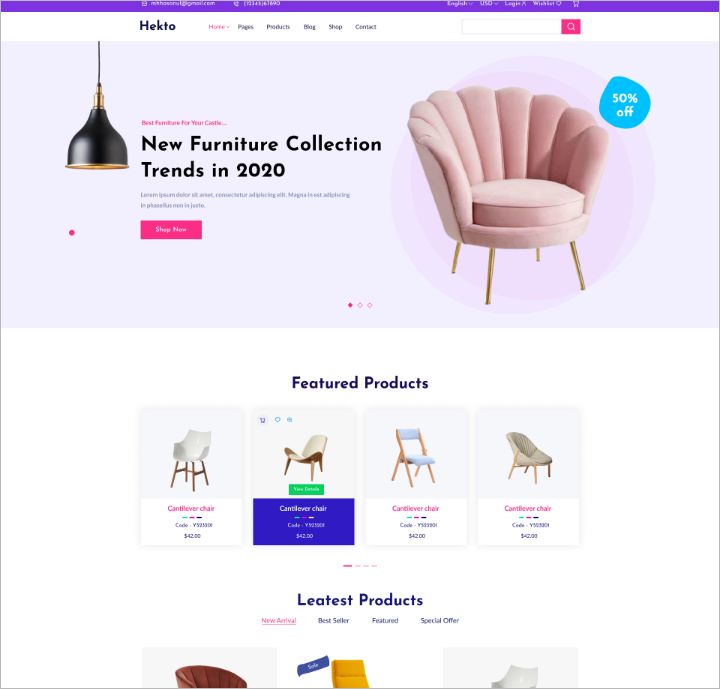 mhhasanul@gmail.com
(12345)67890
English
USD
Login
Wishlist
Hekto
Home
Pages
Products
Blog
Shop
Contact
50%
off
Best Furniture For Your Castle....
New Furniture Collection
Trends in 2020
Lorem ipsum dolor sit amet, consectetur adipiscing elit. Magna in est adipiscing
in phasellus non in justo.
Shop Now
Featured Products
View Details
Cantilever chair
Code - Y523201
$42.00
Cantilever chair
Code - Y523201
$42.00
Cantilever chair
Code - Y523201
$42.00
Cantilever chair
Code - Y523201
$42.00
Leatest Products
New Arrival
Best Seller
Featured
Special Offer
Sale